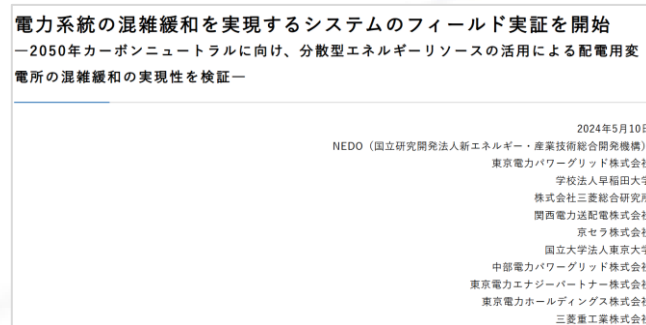 電力系統の混雑緩和を実現するシステムのフィールド実証を開始
―2050年カーボンニュートラルに向け、分散型エネルギーリソースの活用による配電用変
電所の混雑緩和の実現性を検証―
2024年5月10日
NEDO（国立研究開発法人新エネルギー・産業技術総合開発機構）
東京電力パワーグリッド株式会社
学校法人早稲田大学
株式会社三菱総合研究所
関西電力送配電株式会社
京セラ株式会社
国立大学法人東京大学
中部電力パワーグリッド株式会社
東京電力エナジーパートナー株式会社
東京電力ホールディングス株式会社
三菱重工業株式会社